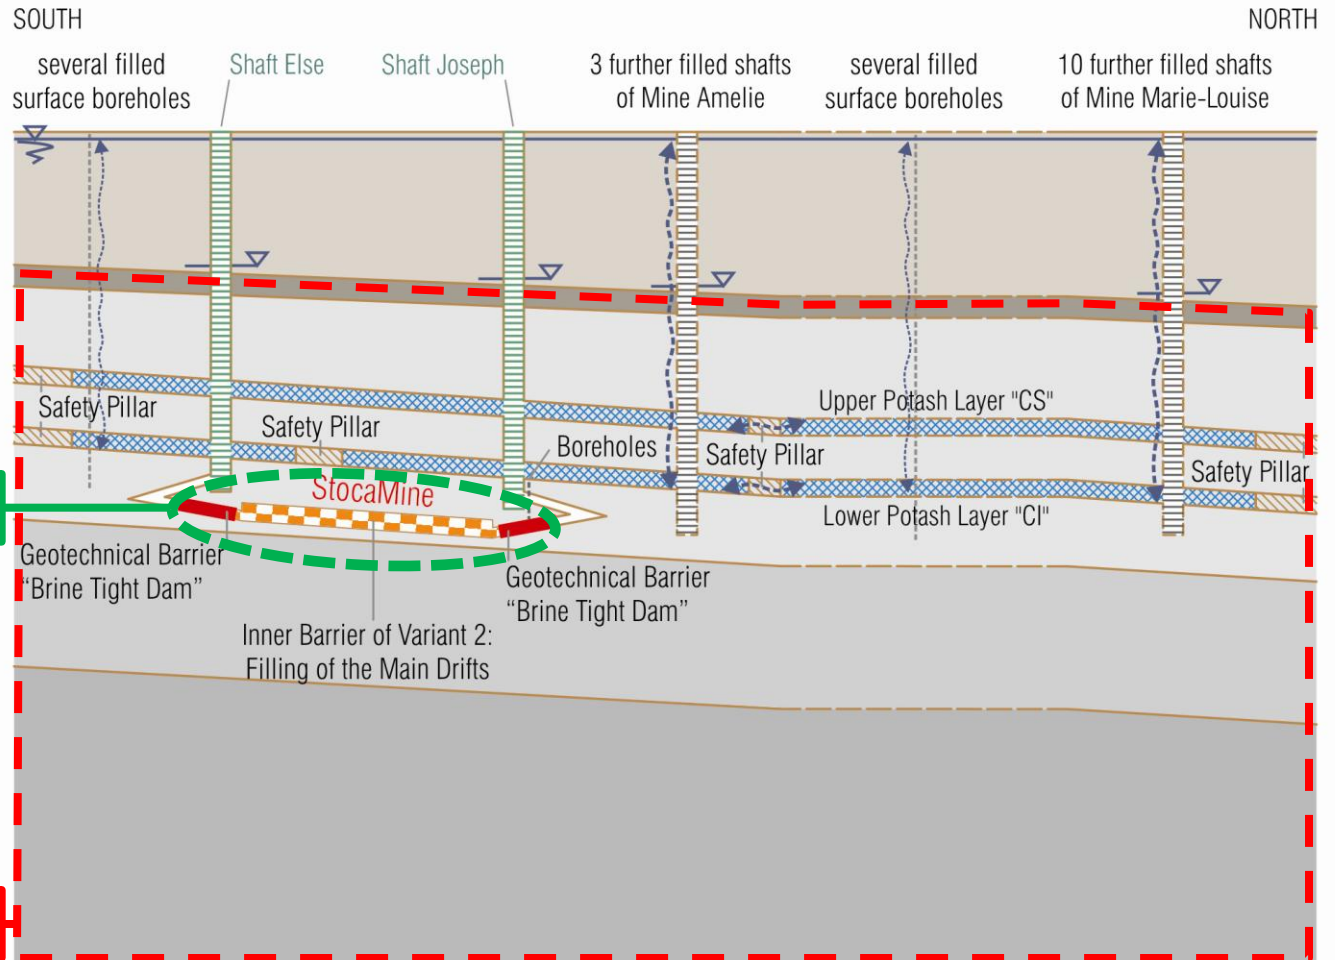 SOUTH
NORTH
several filled
surface boreholes
Shaft Else
Shaft Joseph
3 further filled shafts
of Mine Amelie
several filled
surface boreholes
10 further filled shafts
of Mine Marie-Louise
Safety Pillar
Safety Pillar
Boreholes
Upper Potash Layer "CS"
Safety Pillar
Safety Pillar
StocaMine
Lower Potash Layer "CI"
Geotechnical Barrier
“Brine Tight Dam”
Geotechnical Barrier
“Brine Tight Dam”
Inner Barrier of Variant 2:
Filling of the Main Drifts